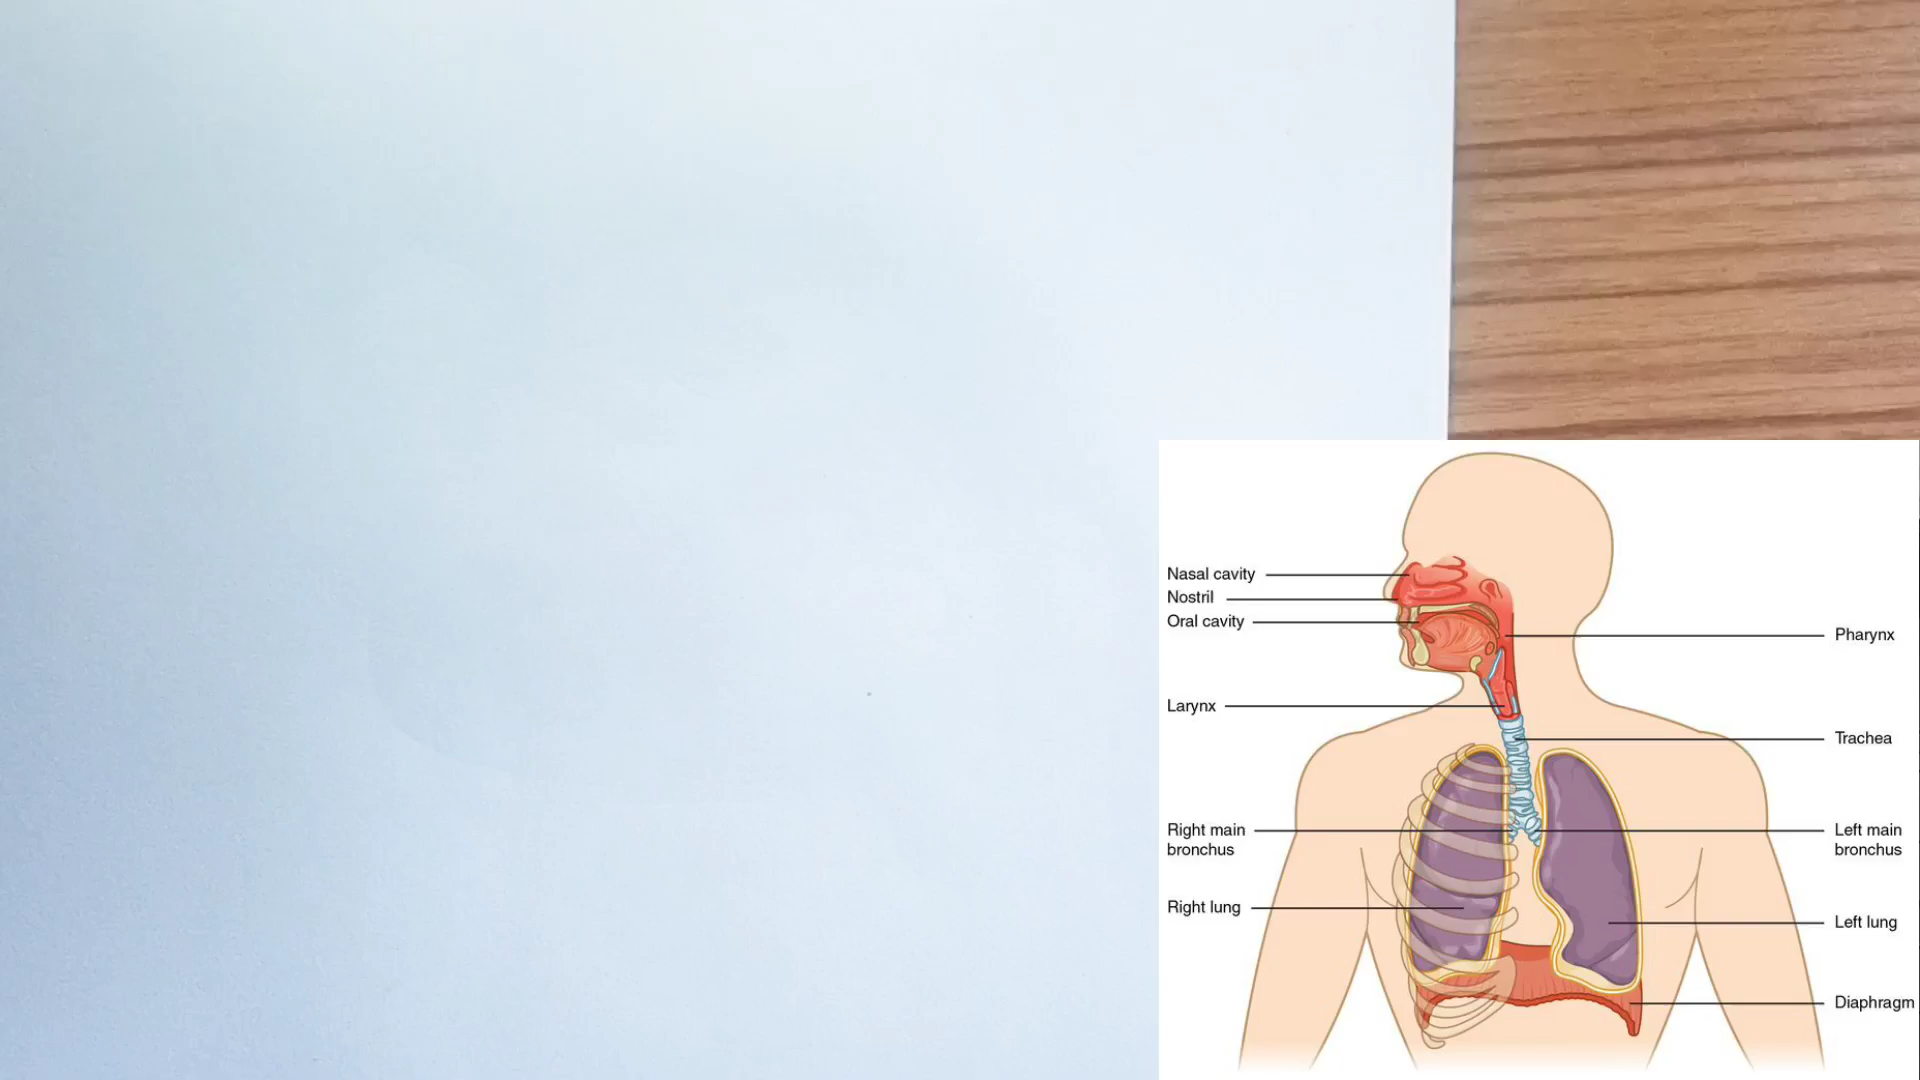 Nasal cavity
Nostril
Oral cavity
Larynx
Right main
bronchus
Right lung
Pharynx
Trachea
Left main
bronchus
Left lung
Diaphragm